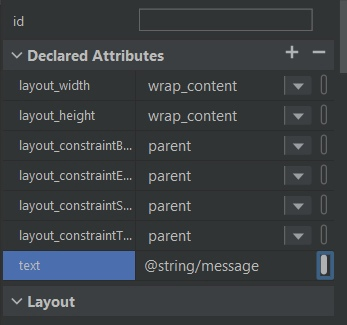 id
Declared Attributes
layout_width wrap_content
layout_height wrap_content
layout_constraintB... parent
layout_constraintE... parent
layout_constraintS... parent
layout_constraintT... parent
text @string/message
Layout